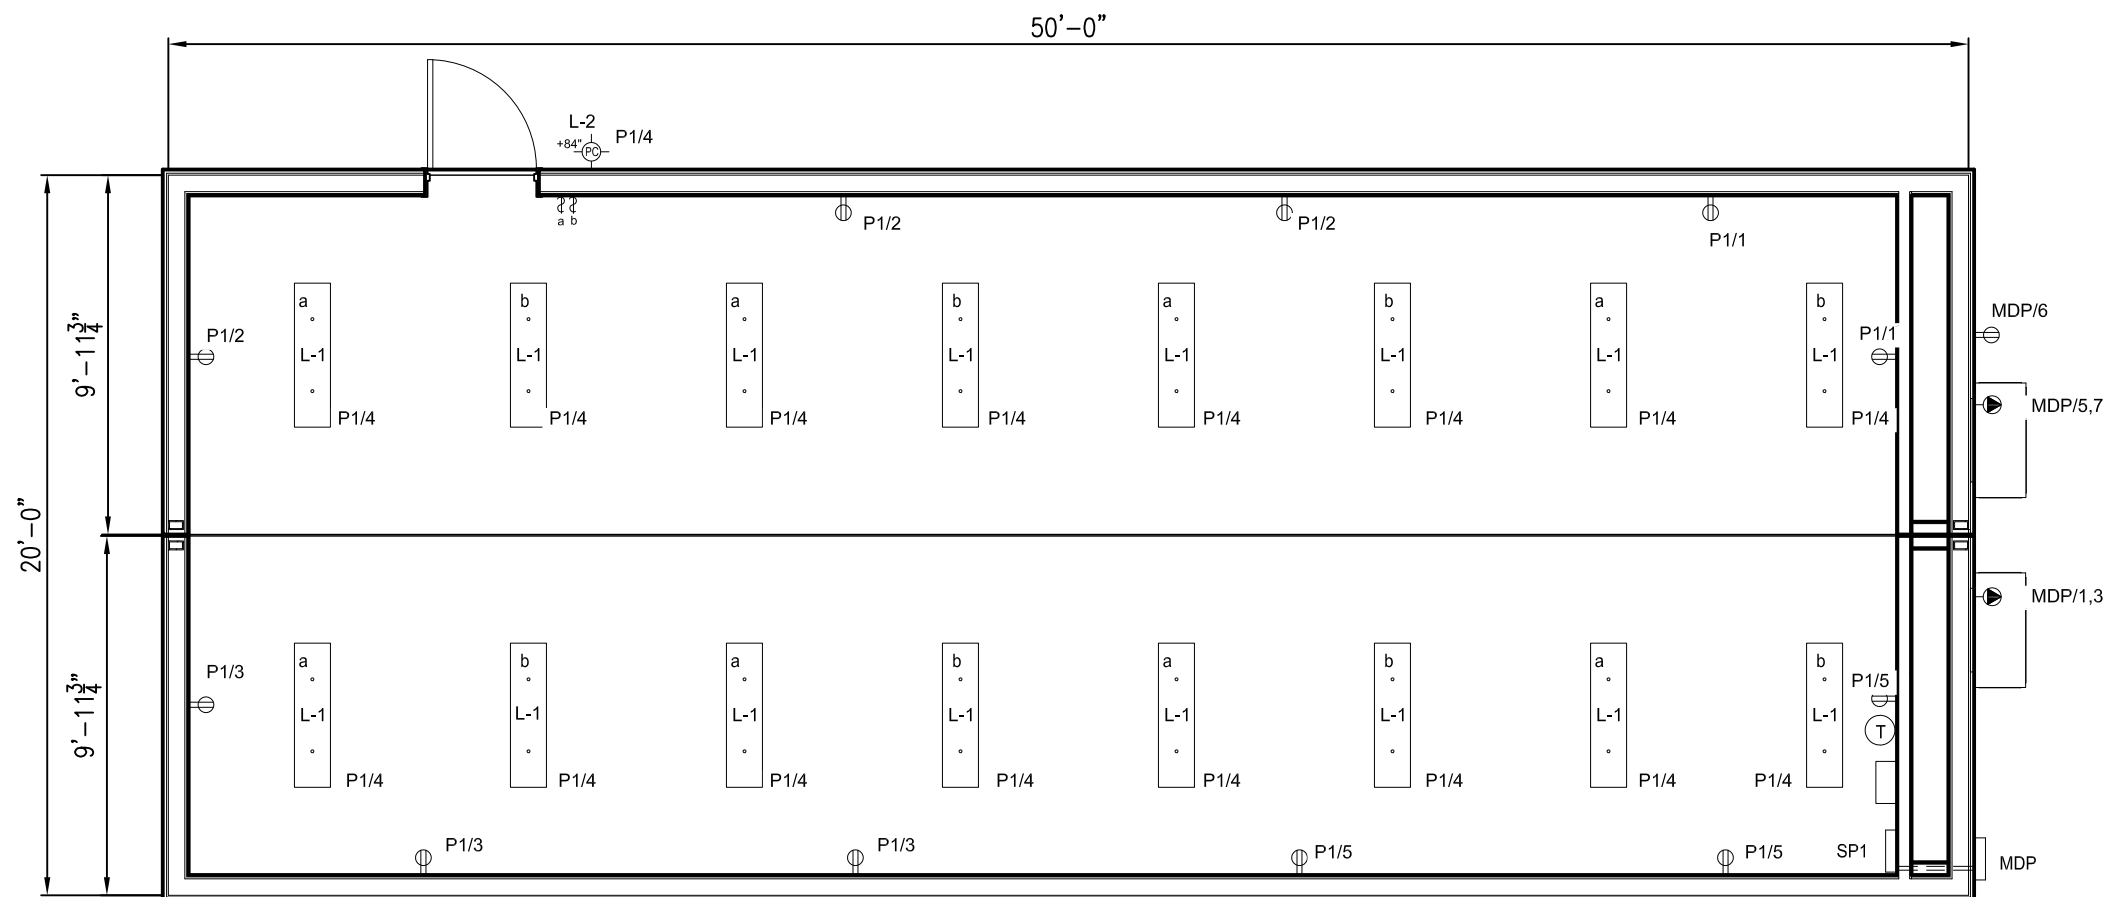 50'-0"
L-2
+84" PC P1/4
a b
P1/2 P1/2 P1/1
a b a b a b a b
MDP/6
P1/2 P1/1
9'-11 3/4"
L-1 L-1 L-1 L-1 L-1 L-1 L-1 L-1
MDP/5,7
P1/4 P1/4 P1/4 P1/4 P1/4 P1/4 P1/4 P1/4
20'-0"
MDP/1,3
a b a b a b a b
P1/3 P1/5
9'-11 3/4"
L-1 L-1 L-1 L-1 L-1 L-1 L-1 L-1
T
P1/4 P1/4 P1/4 P1/4 P1/4 P1/4 P1/4 P1/4
P1/3 P1/3 P1/5 P1/5 SP1
MDP